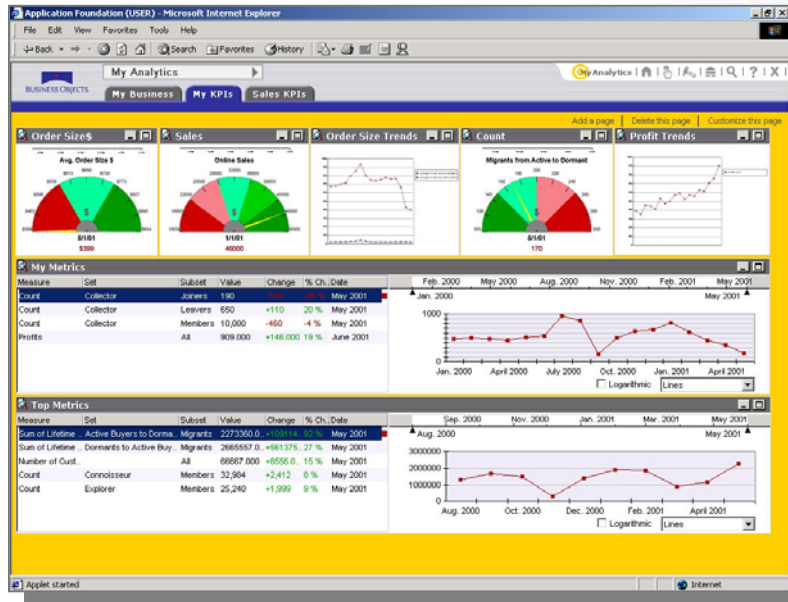 Application Foundation (USER) - Microsoft Internet Explorer
File Edit View Favorites Tools Help
Back Search Favorites History
My Analytics
My Analytics
BUSINESS OBJECTS
My Business My KPIs Sales KPIs
Add a page | Delete this page | Customize this page
Order Size$ Sales Order Size Trends Count Profit Trends
Avg. Order Size $ Online Sales Migrants from Active to Dormant
5/1/01 1/1/01 6/1/01
$399 46000 170
My Metrics
Measure Set Subset Value Change % Ch.. Date
Count Collector Joiners 190 May 2001
Count Collector Leavers 650 +110 20 % May 2001
Count Collector Members 10,000 -460 -4 % May 2001
Profits All 909.000 +146.000 19 % June 2001
Feb. 2000 May 2000 Aug. 2000 Nov. 2000 Feb. 2001 May 2001
Jan. 2000 May 2001
1000
0
Jan. 2000 April 2000 July 2000 Oct. 2000 Jan. 2001 April 2001
Logarithmic Lines
Top Metrics
Measure Set Subset Value Change % Ch.. Date
Sum of Lifetime .. Active Buyers to Dorma.. Migrants 2273360.0.. +109114 92 % May 2001
Sum of Lifetime .. Dormants to Active Buy.. Migrants 2665557.0.. +561375.. 27 % May 2001
Number of Cust.. All 66667.000 +8556.0.. 15 % May 2001
Count Connoisseur Members 32,984 +2,412 8 % May 2001
Count Explorer Members 25,240 +1,999 9 % May 2001
Sep. 2000 Nov. 2000 Jan. 2001 Mar. 2001 May 2001
Aug. 2000 May 2001
3000000
2000000
1000000
0
Aug. 2000 Oct. 2000 Dec. 2000 Feb. 2001 April 2001
Logarithmic Lines
Applet started Internet